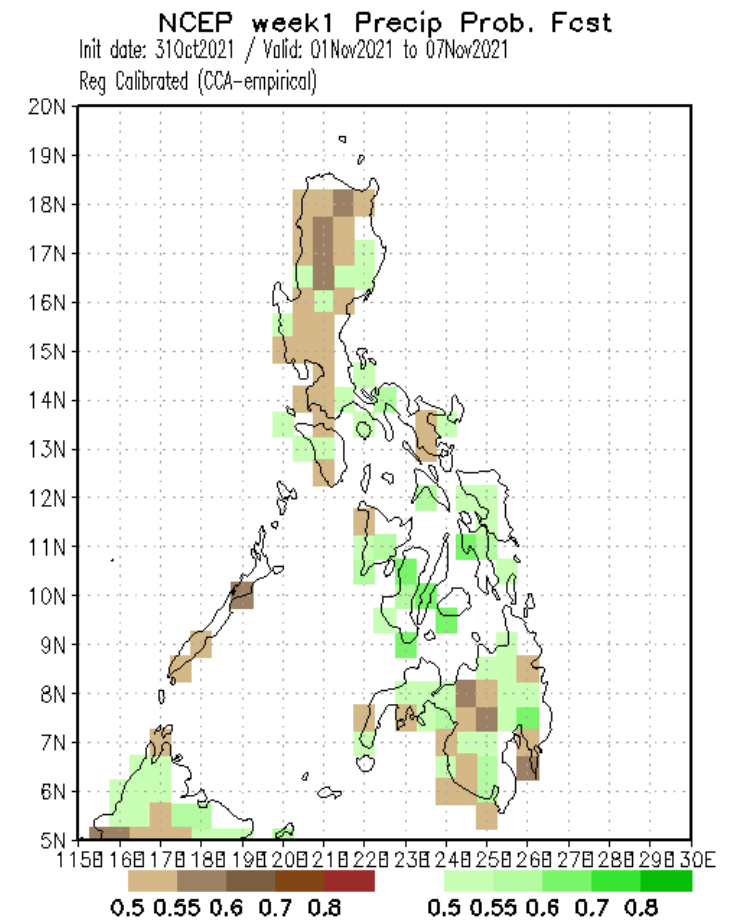 NCEP week1 Precip Prob. Fcst
Init date: 31Oct2021 / Valid: 01Nov2021 to 07Nov2021
Reg Calibrated (CCA-empirical)
20N
19N
18N
17N
16N
15N
14N
13N
12N
11N
10N
9N
8N
7N
6N
5N
115E 116E 117E 118E 119E 120E 121E 122E 123E 124E 125E 126E 127E 128E 129E 130E
0.5 0.55 0.6 0.7 0.8 0.5 0.55 0.6 0.7 0.8